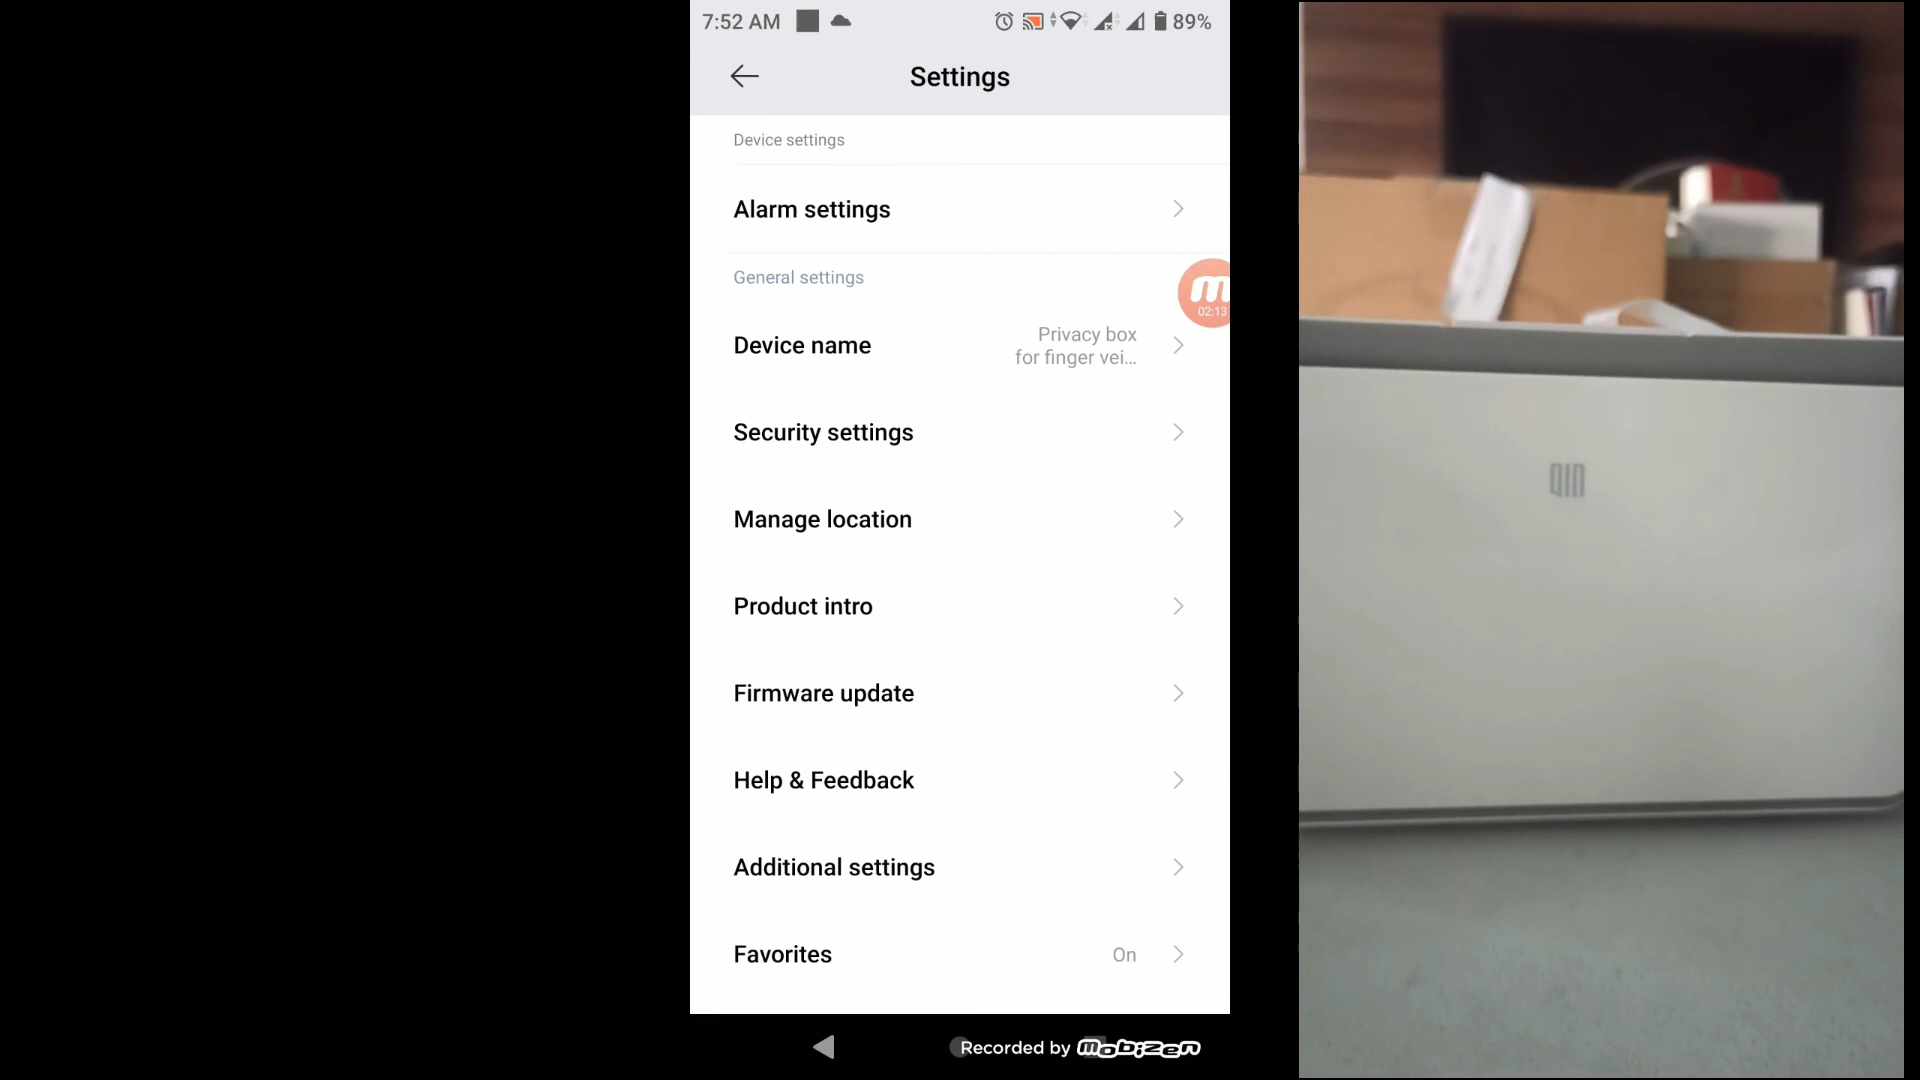 7:52 AM
89%
Settings
Device settings
Alarm settings
General settings
02:13
Device name
Privacy box
for finger vei...
Security settings
Manage location
Product intro
Firmware update
Help & Feedback
Additional settings
Favorites
On
Recorded by mobizen
QIN